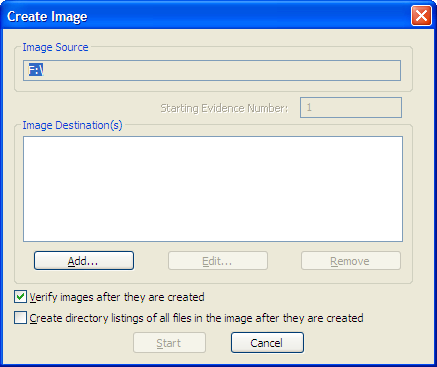 Create Image
Image Source
F:\
Starting Evidence Number: 1
Image Destination(s)
Add... Edit... Remove
Verify images after they are created
Create directory listings of all files in the image after they are created
Start Cancel